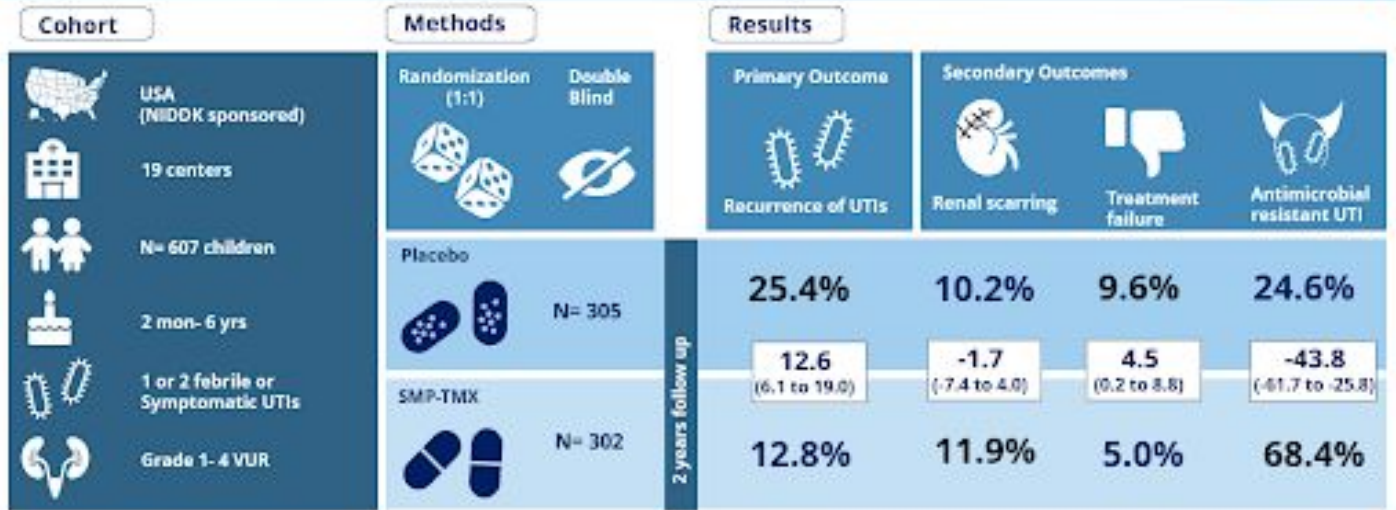 Cohort
USA
(NIDDK sponsored)
19 centers
N= 607 children
2 mon- 6 yrs
1 or 2 febrile or
Symptomatic UTIs
Grade 1- 4 VUR
Methods
Randomization
(1:1)
Double
Blind
Placebo
N= 305
SMP-TMX
N= 302
2 years follow up
Results
Primary Outcome
Recurrence of UTIs
Secondary Outcomes
Renal scarring
Treatment
failure
Antimicrobial
resistant UTI
25.4%
10.2%
9.6%
24.6%
12.6
(6.1 to 19.0)
-1.7
(-7.4 to 4.0)
4.5
(0.2 to 8.8)
-43.8
(-61.7 to -25.8)
12.8%
11.9%
5.0%
68.4%